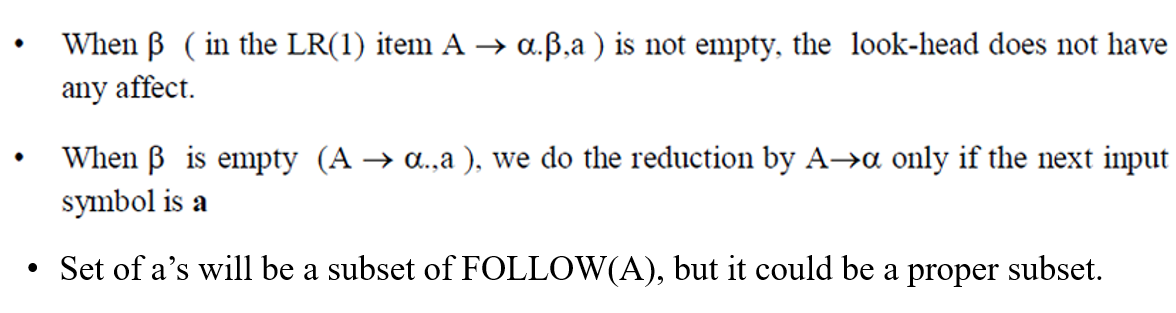 • When β ( in the LR(1) item A → α.β,a ) is not empty, the look-head does not have
any affect.
• When β is empty (A → α.,a ), we do the reduction by A→α only if the next input
symbol is a
• Set of a’s will be a subset of FOLLOW(A), but it could be a proper subset.